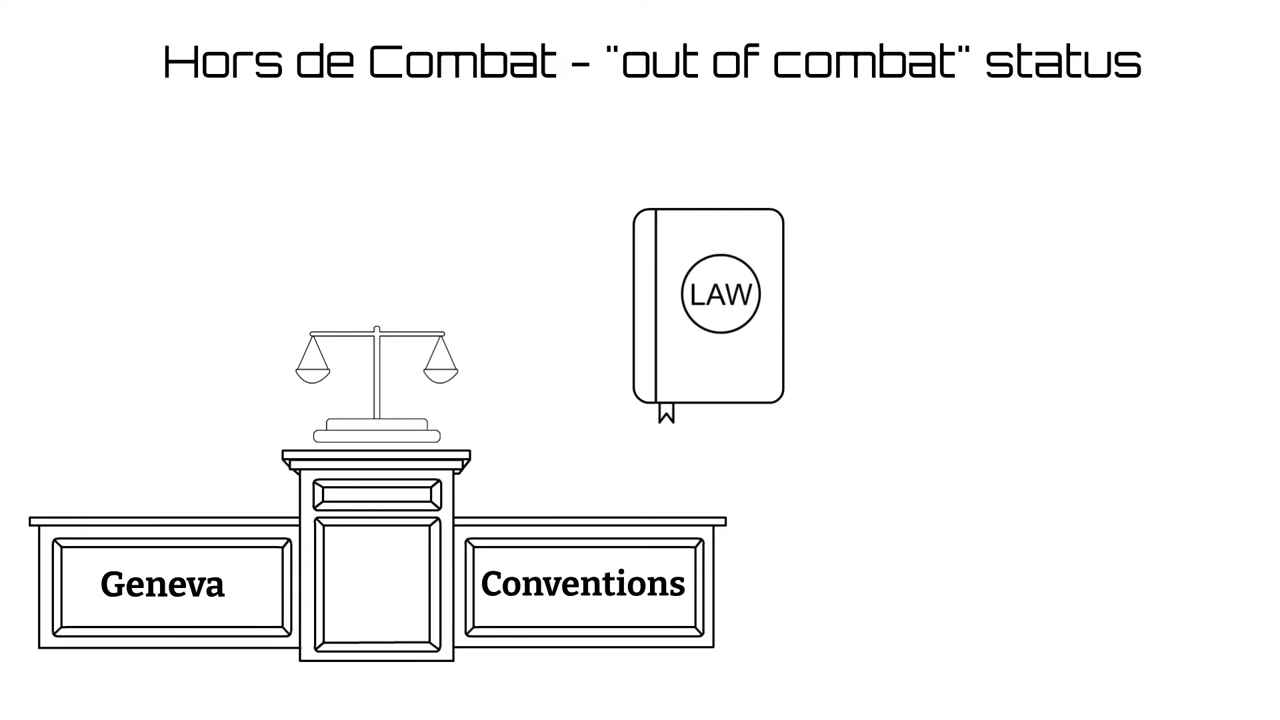 Hors de Combat - "out of combat" status
LAW
Geneva
Conventions